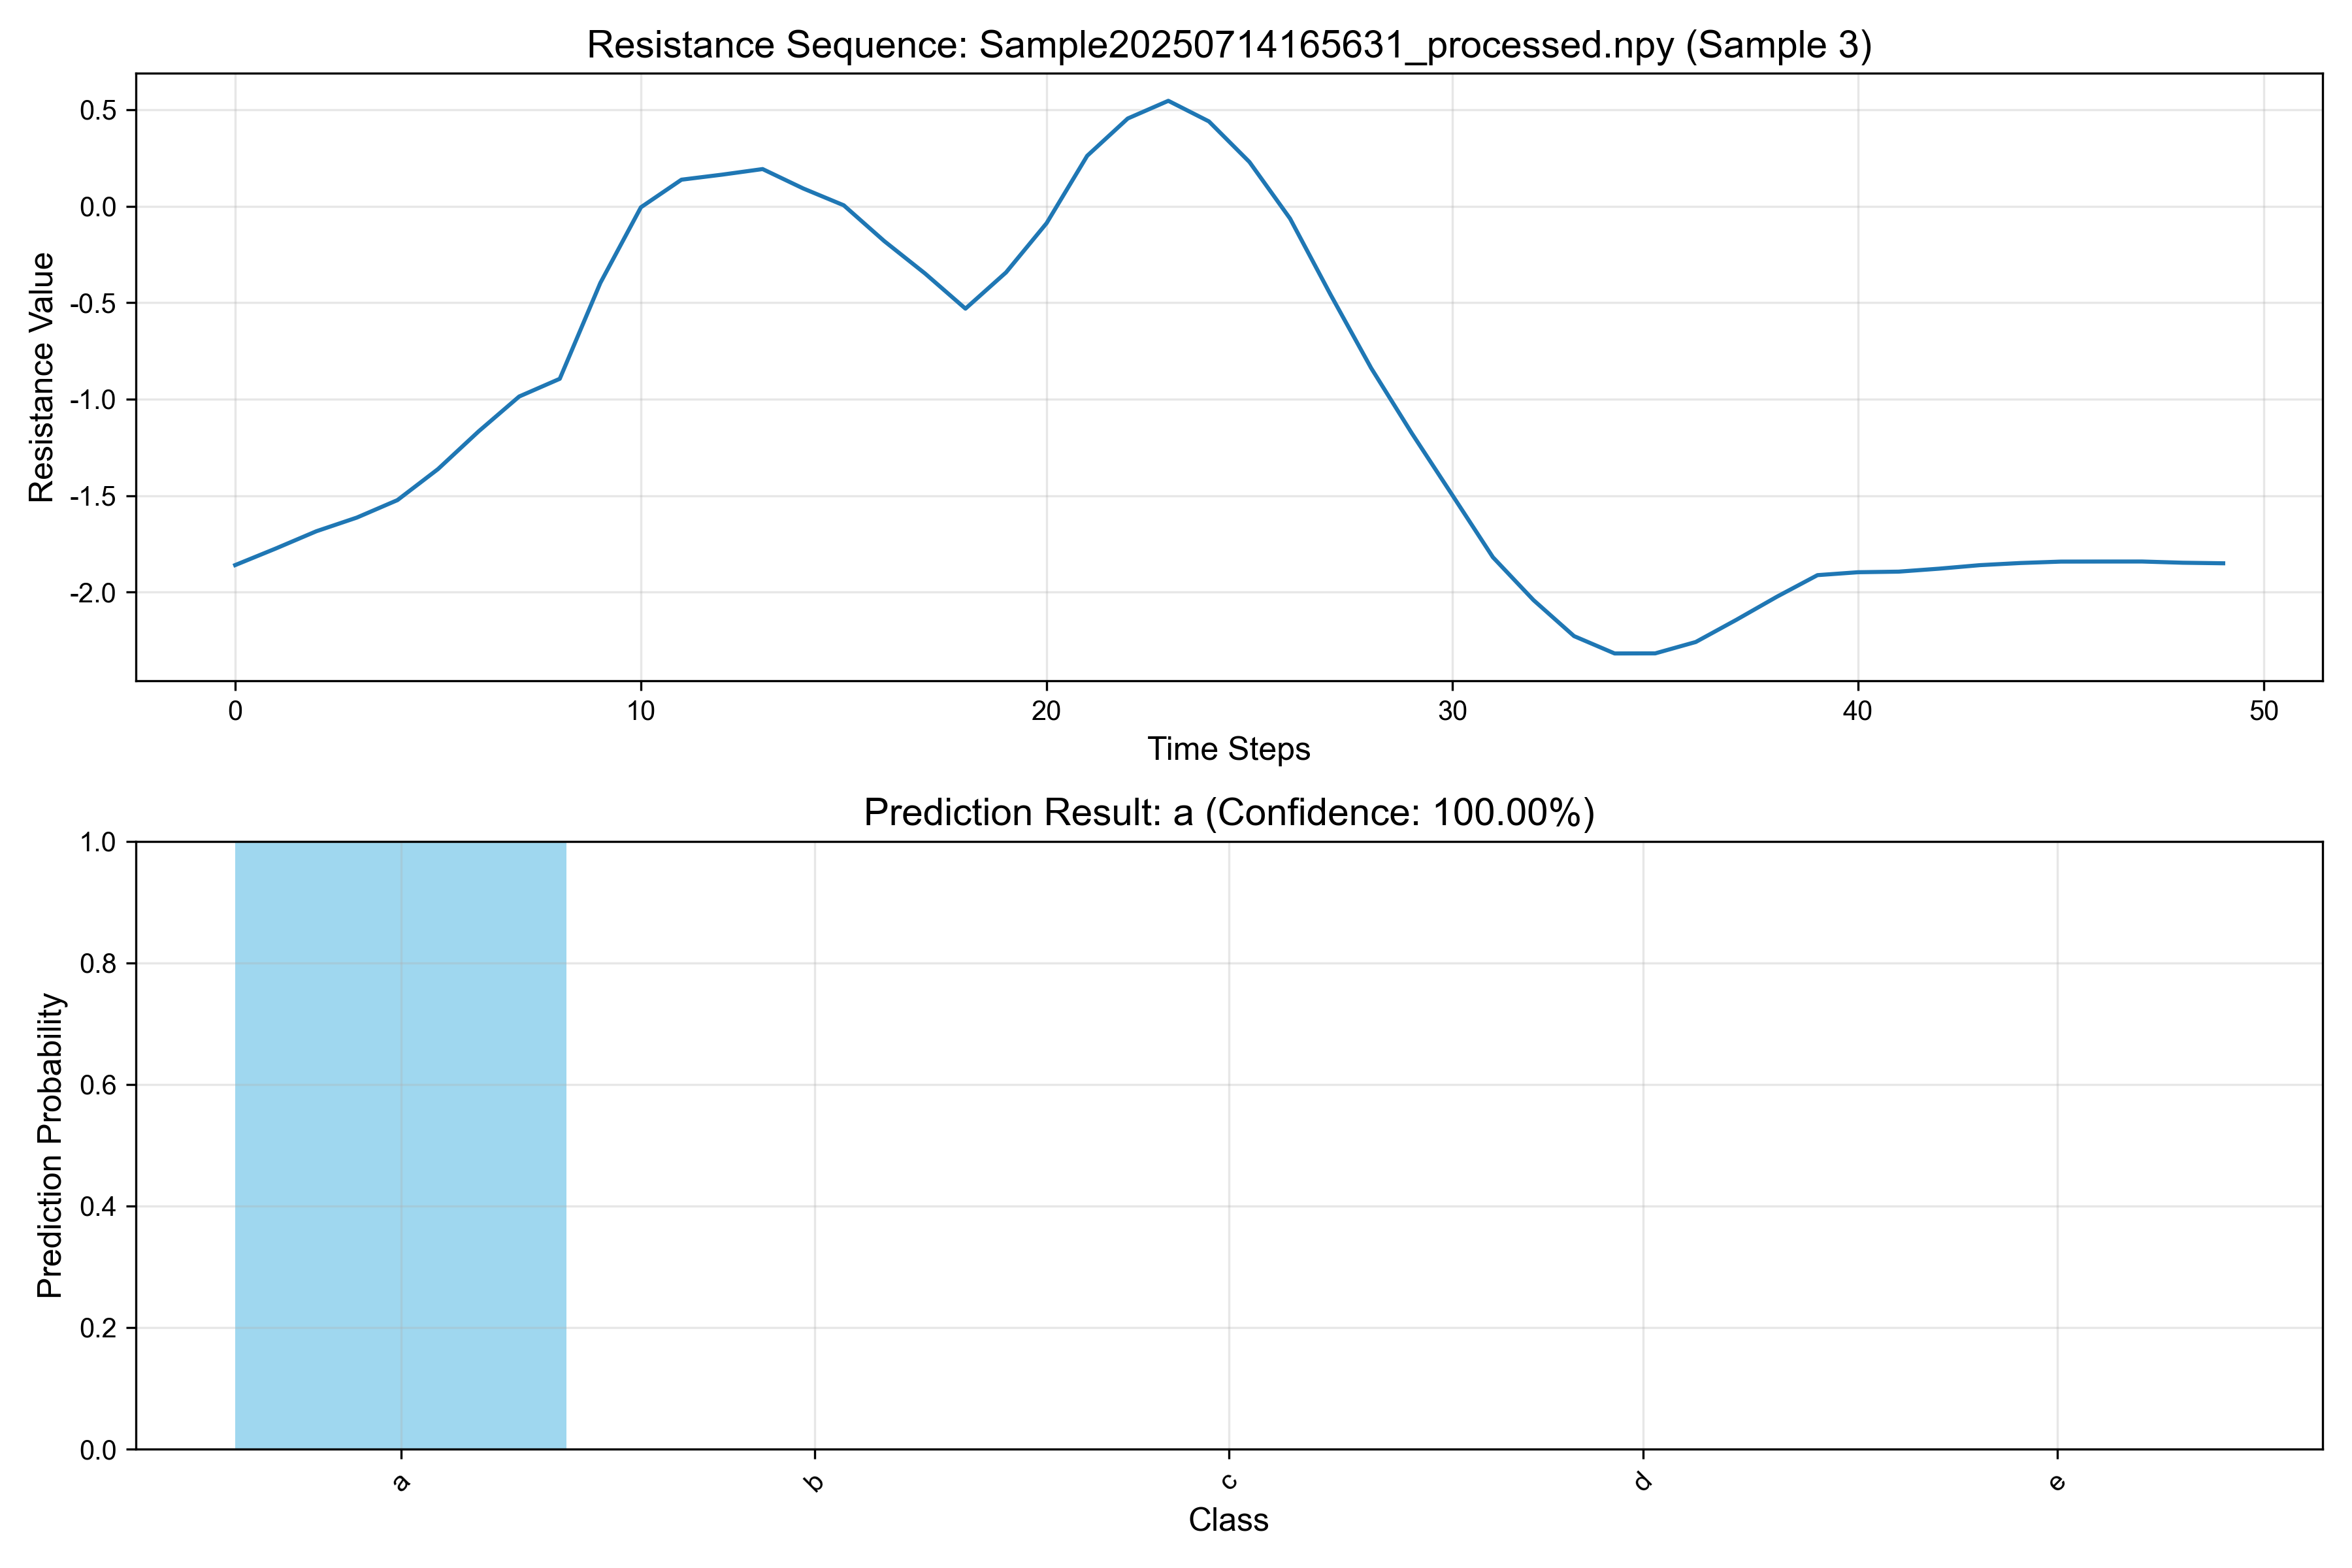 Resistance Sequence: Sample20250714165631_processed.npy (Sample 3)
Resistance Value
0.5
0.0
-0.5
-1.0
-1.5
-2.0
0 10 20 30 40 50
Time Steps
Prediction Result: a (Confidence: 100.00%)
Prediction Probability
1.0
0.8
0.6
0.4
0.2
0.0
a b c d e
Class